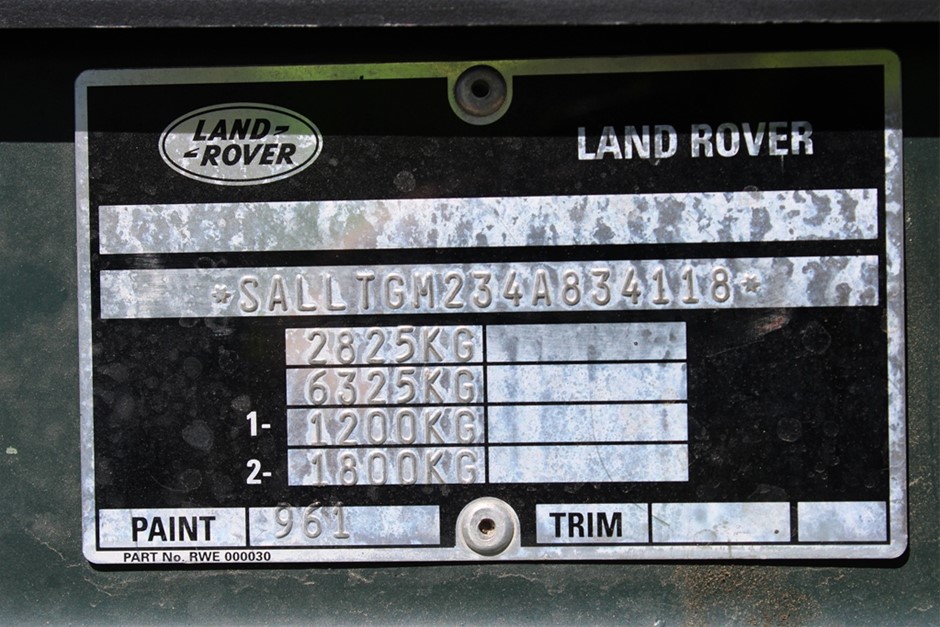 LAND-
-ROVER
LAND ROVER
*SALLTGM234A834118*
2825KG
6325KG
1- 1200KG
2- 1800KG
PAINT 961 TRIM
PART No. RWE 000030